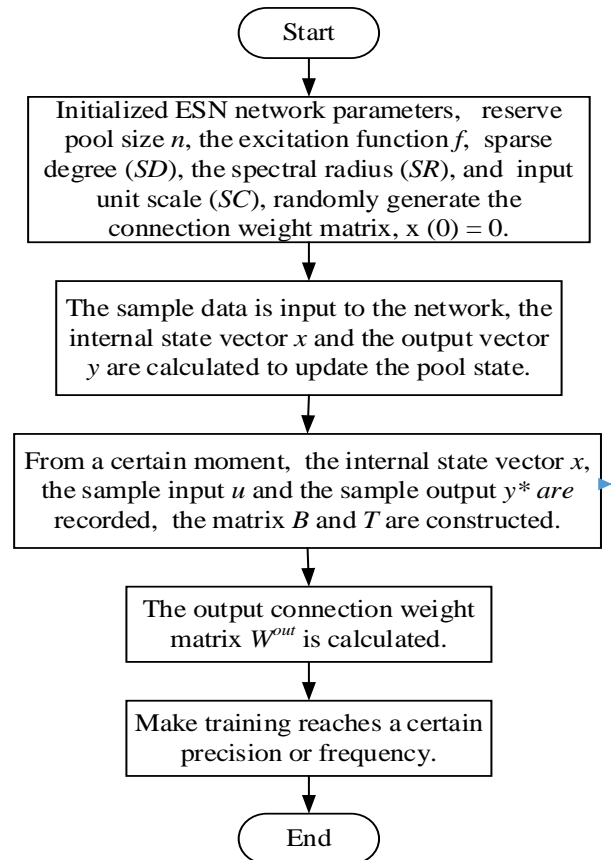 Start
Initialized ESN network parameters, reserve
pool size n, the excitation function f, sparse
degree (SD), the spectral radius (SR), and input
unit scale (SC), randomly generate the
connection weight matrix, x (0) = 0.
The sample data is input to the network, the
internal state vector x and the output vector
y are calculated to update the pool state.
From a certain moment, the internal state vector x,
the sample input u and the sample output y* are
recorded, the matrix B and T are constructed.
The output connection weight
matrix W^out is calculated.
Make training reaches a certain
precision or frequency.
End